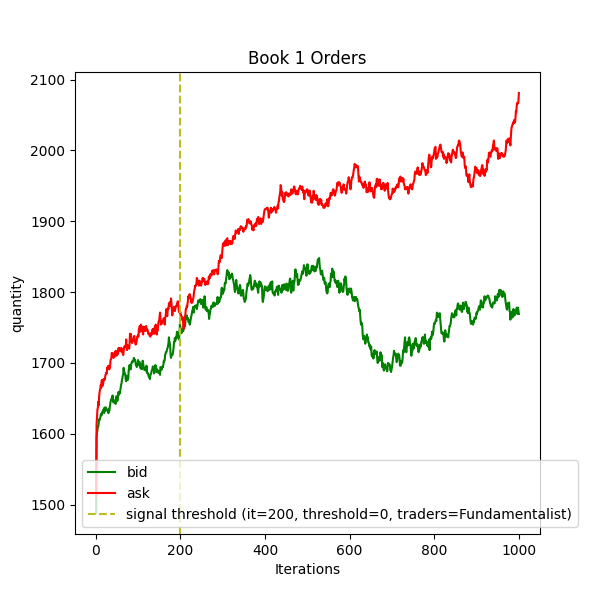 Book 1 Orders
2100
2000
1900
1800
1700
1600
1500
quantity
bid
ask
signal threshold (it=200, threshold=0, traders=Fundamentalist)
0 200 400 600 800 1000
Iterations